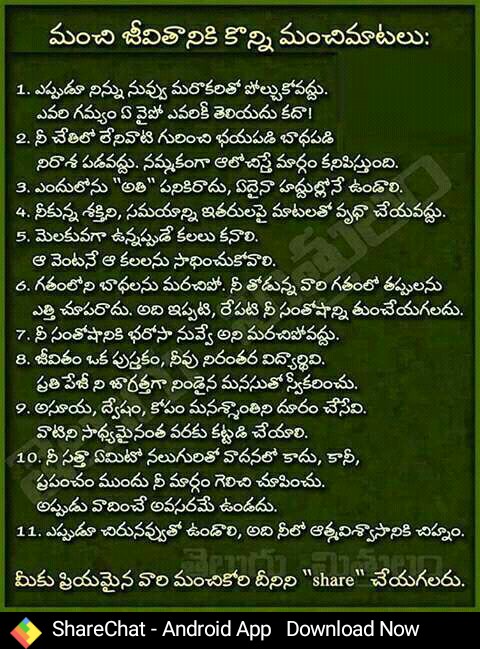 మంచి జీవితానికి కొన్ని మంచిమాటలు:
1. ఎప్పుడూ నిన్ను నువ్వు మరొకరితో పోల్చుకోవద్దు.
ఎవరి గమ్యం ఏ వైపో ఎవరికీ తెలియదు కదా!
2. నీ చేతిలో లేనివాటి గురించి భయపడి బాధపడి
నిరాశ పడవద్దు. నమ్మకంగా ఆలోచిస్తే మార్గం కనిపిస్తుంది.
3. ఎందులోను "అతి" పనికిరాదు, ఏదైనా హద్దుల్లోనే ఉండాలి.
4. నీకున్న శక్తిని, సమయాన్ని ఇతరులపై మాటలతో వృధా చేయవద్దు.
5. మెలకువగా ఉన్నప్పుడే కలలు కనాలి.
ఆ వెంటనే ఆ కలలను సాధించుకోవాలి.
6. గతంలోని బాధలను మరచిపో. నీ తోడున్న వారి గతంలో తప్పులను
ఎత్తి చూపరాదు. అది ఇప్పటి, రేపటి నీ సంతోషాన్ని తుంచేయగలదు.
7. నీ సంతోషానికి భరోసా నువ్వే అని మరచిపోవద్దు.
8. జీవితం ఒక పుస్తకం, నీవు నిరంతర విద్యార్థివి.
ప్రతి పేజీ ని జాగ్రత్తగా నిండైన మనసుతో స్వీకరించు.
9. అసూయ, ద్వేషం, కోపం మనశ్శాంతిని దూరం చేసేవి.
వాటిని సాధ్యమైనంత వరకు కట్టడి చేయాలి.
10. నీ సత్తా ఏమిటో నలుగురితో వాదనలో కాదు, కానీ,
ప్రపంచం ముందు నీ మార్గం గెలిచి చూపించు.
అప్పుడు వాదించే అవసరమే ఉండదు.
11. ఎప్పుడూ చిరునవ్వుతో ఉండాలి, అది నీలో ఆత్మవిశ్వాసానికి చిహ్నం.
తెలుగు మిత్రులం
మీకు ప్రియమైన వారి మంచికోరి దీనిని "share" చేయగలరు.
ShareChat - Android App Download Now